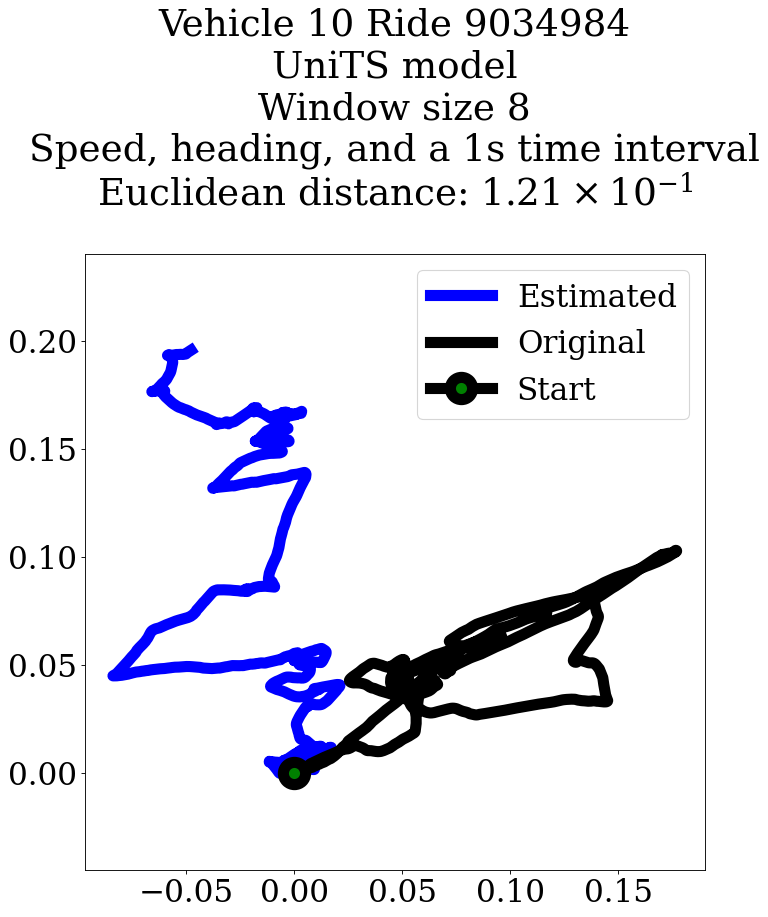 Vehicle 10 Ride 9034984
UniTS model
Window size 8
Speed, heading, and a 1s time interval
Euclidean distance: 1.21 × 10⁻¹
Estimated
Original
Start
0.20
0.15
0.10
0.05
0.00
−0.05 0.00 0.05 0.10 0.15